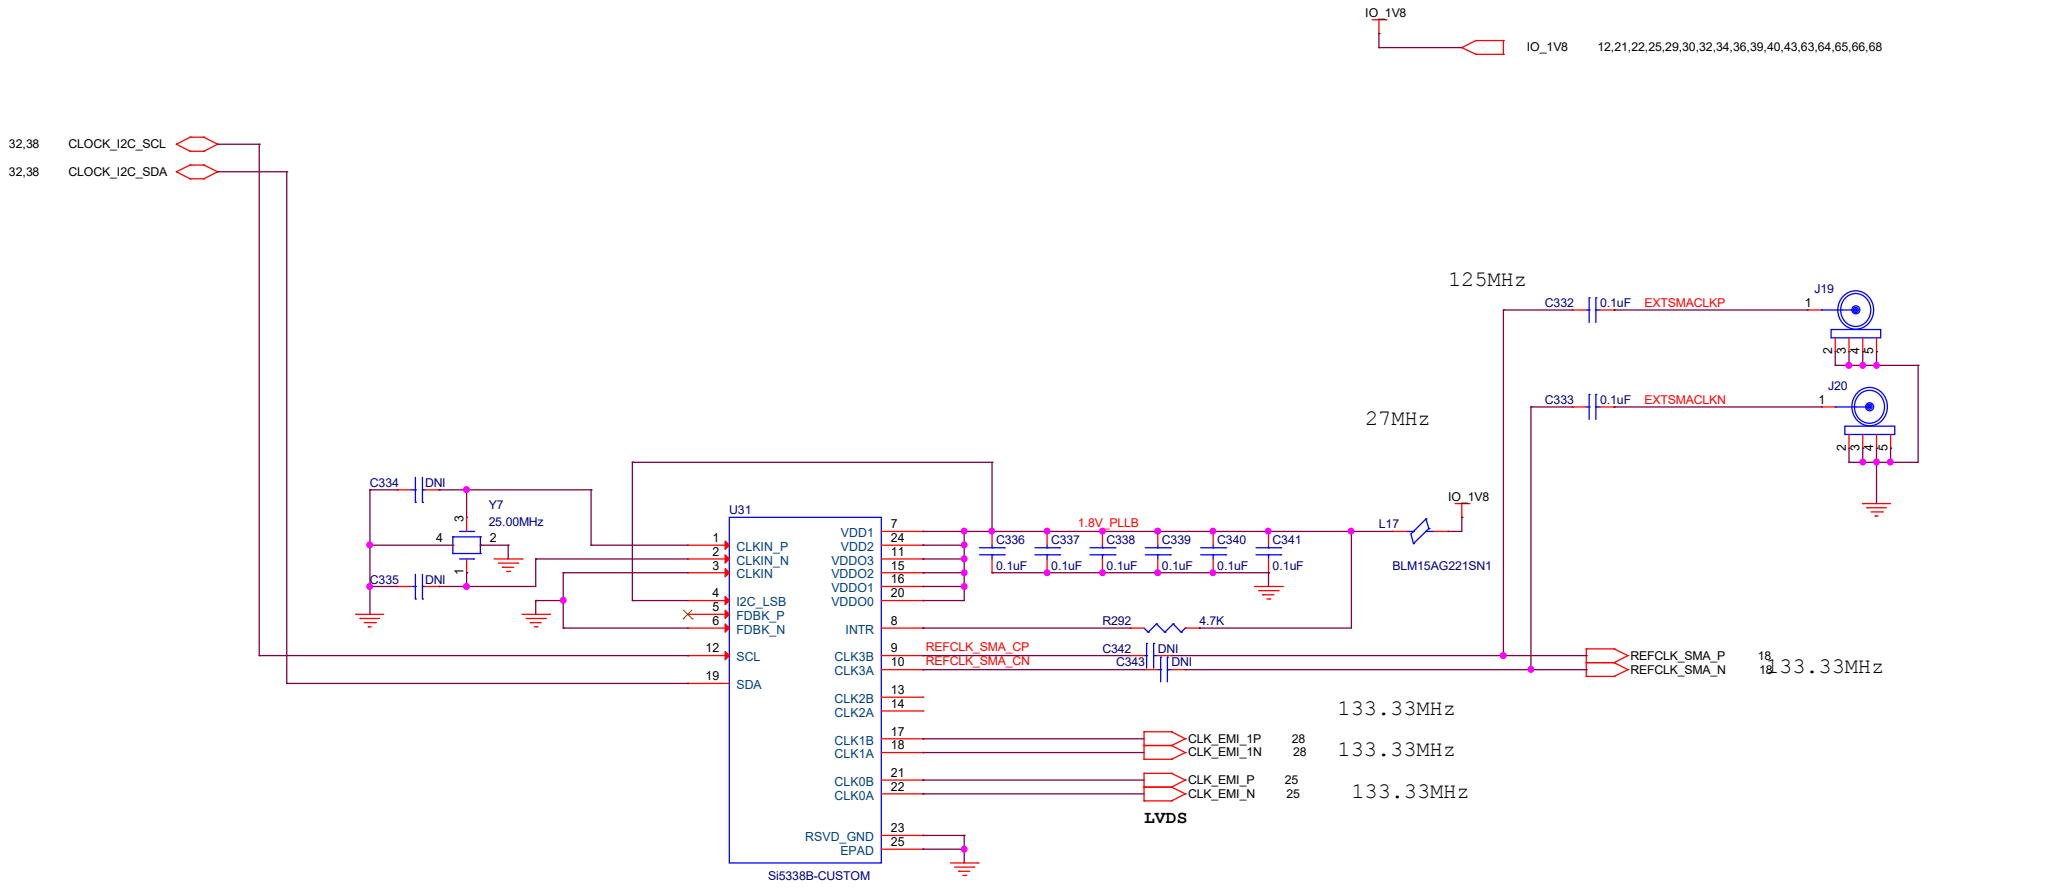 IO_1V8
IO_1V8 12,21,22,25,29,30,32,34,36,39,40,43,63,64,65,66,68
32,38 CLOCK_I2C_SCL
32,38 CLOCK_I2C_SDA
125MHz
J19
C332 0.1uF EXTSMACLKP 1
2 3 4 5
J20
C333 0.1uF EXTSMACLKN 1
27MHz
2 3 4 5
C334 DNI
Y7
25.00MHz
3
4 2
1
C335 DNI
IO_1V8
L17
BLM15AG221SN1
U31
1 CLKIN_P
2 CLKIN_N
3 CLKIN
4 I2C_LSB
5 FDBK_P
6 FDBK_N
12 SCL
19 SDA
VDD1 7
VDD2 24
VDDO3 11
VDDO2 15
VDDO1 16
VDDO0 20
INTR 8
CLK3B 9
CLK3A 10
CLK2B 13
CLK2A 14
CLK1B 17
CLK1A 18
CLK0B 21
CLK0A 22
RSVD_GND 23
EPAD 25
Si5338B-CUSTOM
1.8V_PLLB
C336 C337 C338 C339 C340 C341
0.1uF 0.1uF 0.1uF 0.1uF 0.1uF 0.1uF
R292 4.7K
REFCLK_SMA_CP C342 DNI
REFCLK_SMA_CN C343 DNI
REFCLK_SMA_P 18
REFCLK_SMA_N 18
133.33MHz
133.33MHz
CLK_EMI_1P 28
CLK_EMI_1N 28 133.33MHz
CLK_EMI_P 25
CLK_EMI_N 25 133.33MHz
LVDS